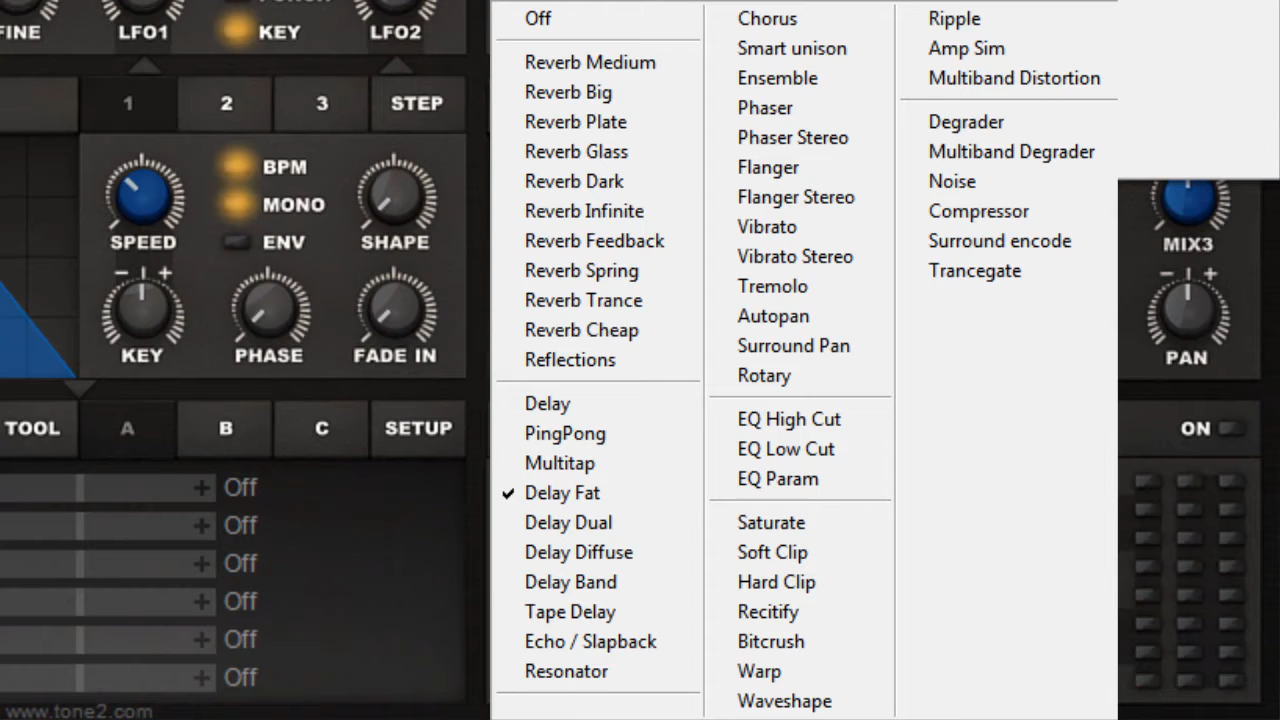 FINE
LFO1
KEY
LFO2
1
2
3
STEP
BPM
MONO
ENV
SPEED
SHAPE
− | +
KEY
PHASE
FADE IN
TOOL
A
B
C
SETUP
+ Off
+ Off
+ Off
+ Off
+ Off
+ Off
www.tone2.com
Off
Reverb Medium
Reverb Big
Reverb Plate
Reverb Glass
Reverb Dark
Reverb Infinite
Reverb Feedback
Reverb Spring
Reverb Trance
Reverb Cheap
Reflections
Delay
PingPong
Multitap
Delay Fat
Delay Dual
Delay Diffuse
Delay Band
Tape Delay
Echo / Slapback
Resonator
Chorus
Smart unison
Ensemble
Phaser
Phaser Stereo
Flanger
Flanger Stereo
Vibrato
Vibrato Stereo
Tremolo
Autopan
Surround Pan
Rotary
EQ High Cut
EQ Low Cut
EQ Param
Saturate
Soft Clip
Hard Clip
Recitify
Bitcrush
Warp
Waveshape
Ripple
Amp Sim
Multiband Distortion
Degrader
Multiband Degrader
Noise
Compressor
Surround encode
Trancegate
MIX3
− | +
PAN
ON